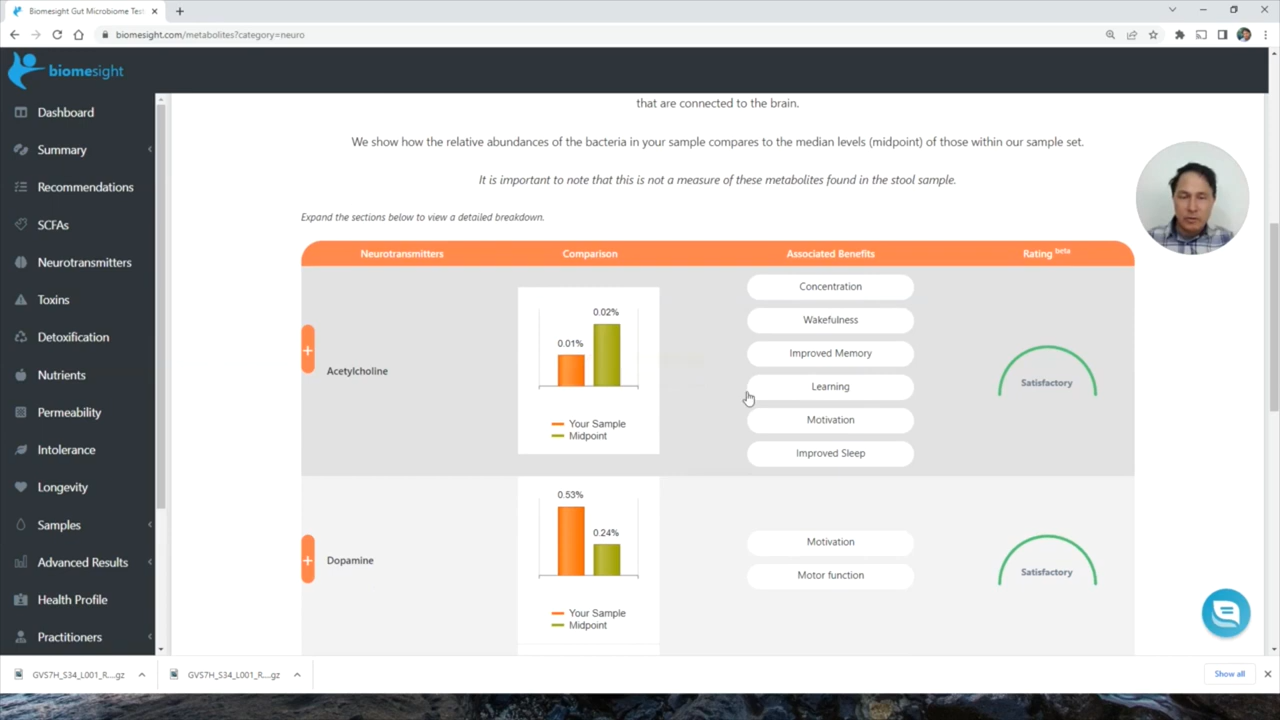 Biomesight Gut Microbiome Tes
biomesight.com/metabolites?category=neuro
biomesight
Dashboard
Summary
Recommendations
SCFAs
Neurotransmitters
Toxins
Detoxification
Nutrients
Permeability
Intolerance
Longevity
Samples
Advanced Results
Health Profile
Practitioners
that are connected to the brain.
We show how the relative abundances of the bacteria in your sample compares to the median levels (midpoint) of those within our sample set.
It is important to note that this is not a measure of these metabolites found in the stool sample.
Expand the sections below to view a detailed breakdown.
Neurotransmitters Comparison Associated Benefits Rating beta
+
Acetylcholine
0.02%
0.01%
Your Sample
Midpoint
Concentration
Wakefulness
Improved Memory
Learning
Motivation
Improved Sleep
Satisfactory
+
Dopamine
0.53%
0.24%
Your Sample
Midpoint
Motivation
Motor function
Satisfactory
GVS7H_S34_L001_R....gz
GVS7H_S34_L001_R....gz
Show all